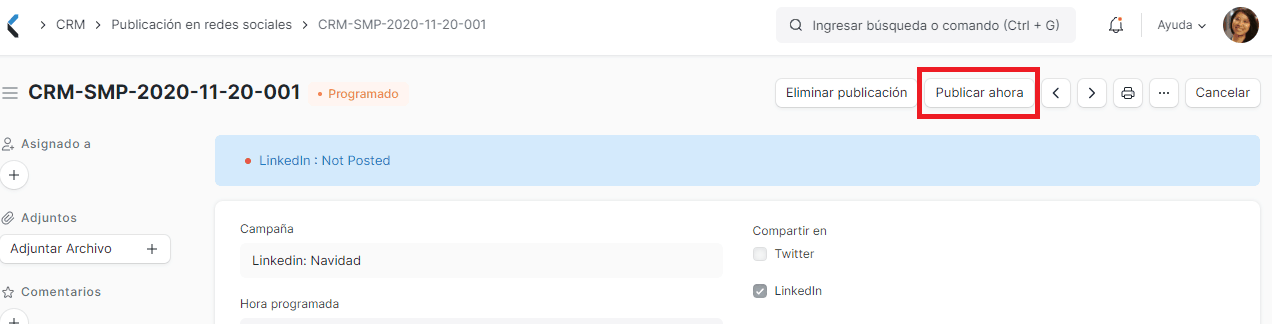 CRM
Publicación en redes sociales
CRM-SMP-2020-11-20-001
Ingresar búsqueda o comando (Ctrl + G)
Ayuda
CRM-SMP-2020-11-20-001
Programado
Eliminar publicación
Publicar ahora
Cancelar
Asignado a
LinkedIn : Not Posted
Adjuntos
Adjuntar Archivo
Comentarios
Campaña
Linkedin: Navidad
Hora programada
Compartir en
Twitter
LinkedIn